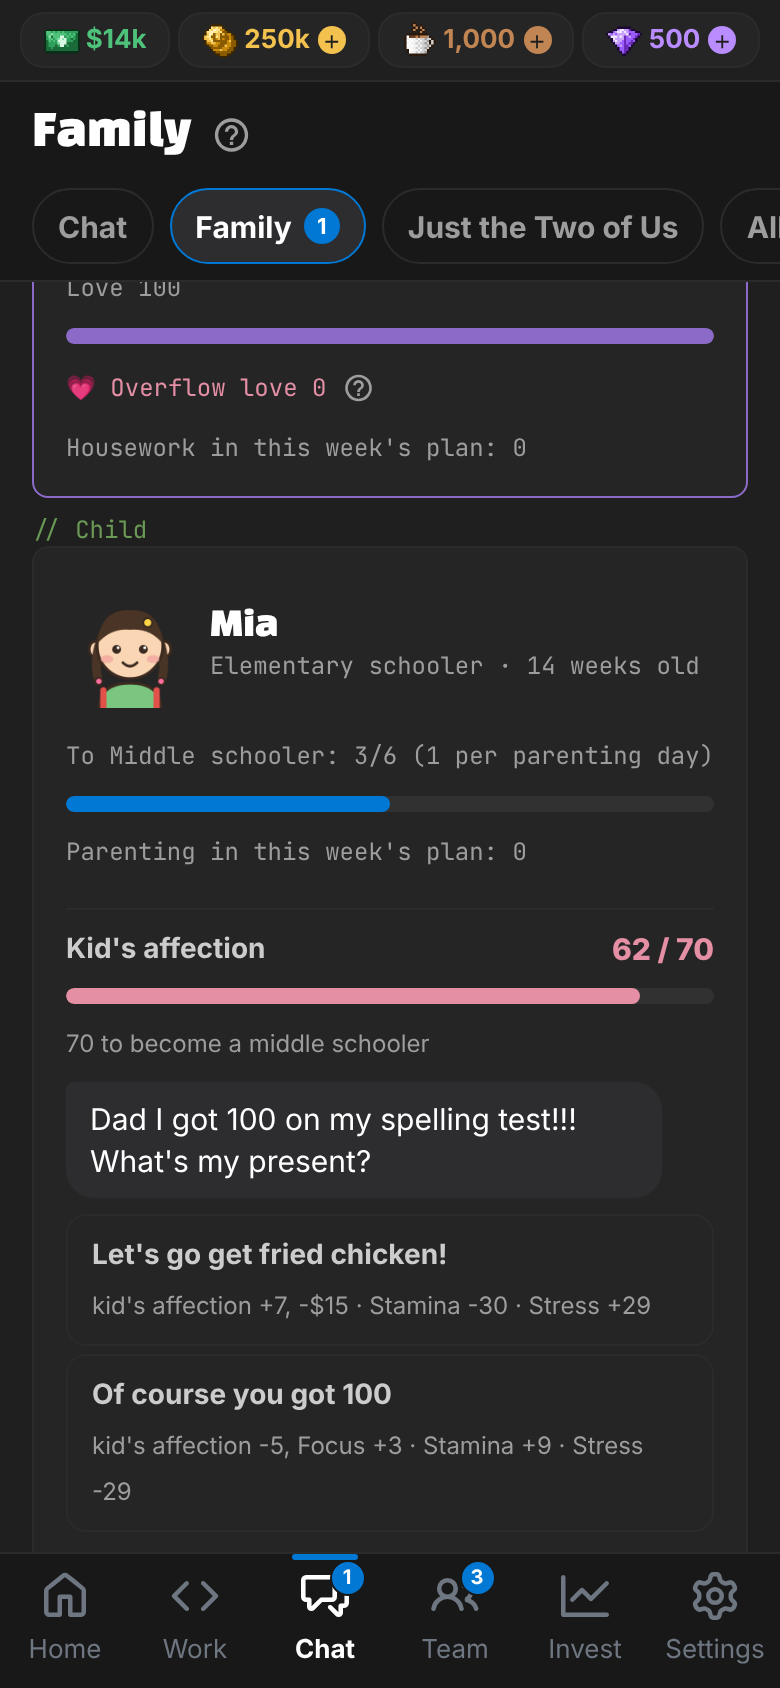 $14k
250k
1,000
500
Family
Chat
Family 1
Just the Two of Us
All
Love 100
Overflow love 0
Housework in this week's plan: 0
// Child
Mia
Elementary schooler · 14 weeks old
To Middle schooler: 3/6 (1 per parenting day)
Parenting in this week's plan: 0
Kid's affection
62 / 70
70 to become a middle schooler
Dad I got 100 on my spelling test!!!
What's my present?
Let's go get fried chicken!
kid's affection +7, -$15 · Stamina -30 · Stress +29
Of course you got 100
kid's affection -5, Focus +3 · Stamina +9 · Stress
-29
1
3
Home
Work
Chat
Team
Invest
Settings